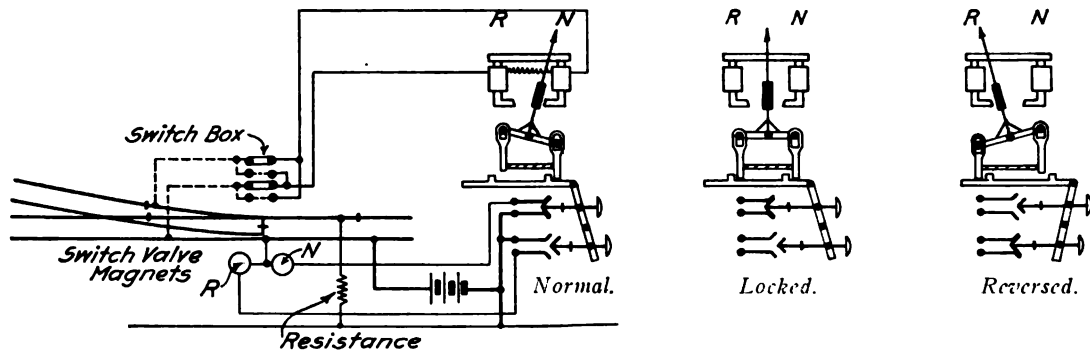 R N
R N
R N
Switch Box
Switch Valve
Magnets
N
R
Resistance
Normal.
Locked.
Reversed.